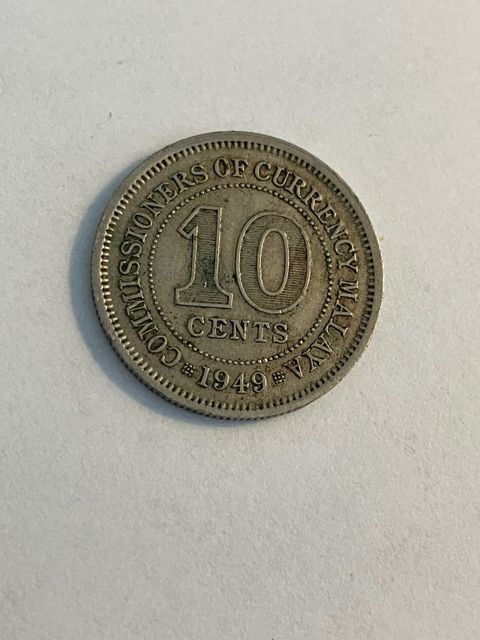 COMMISSIONERS OF CURRENCY MALAYA
10
CENTS
1949